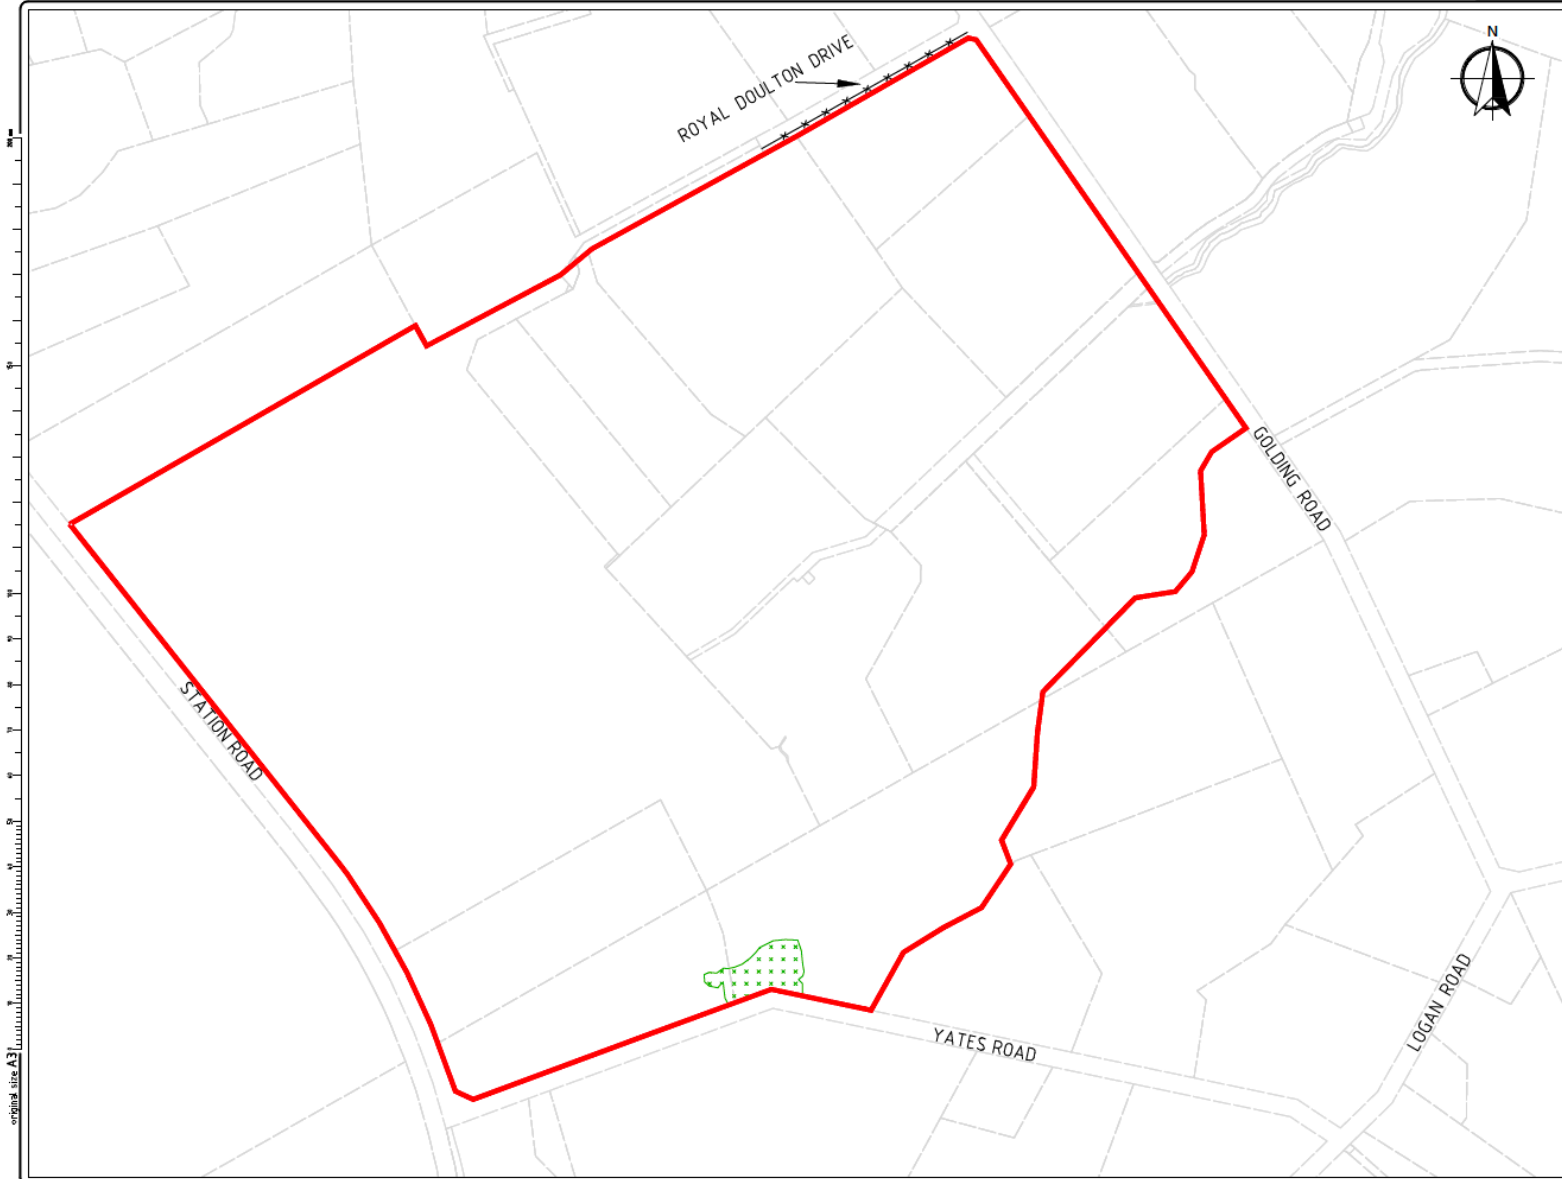 N
ROYAL DOULTON DRIVE
GOLDING ROAD
STATION ROAD
LOGAN ROAD
YATES ROAD
original size A3